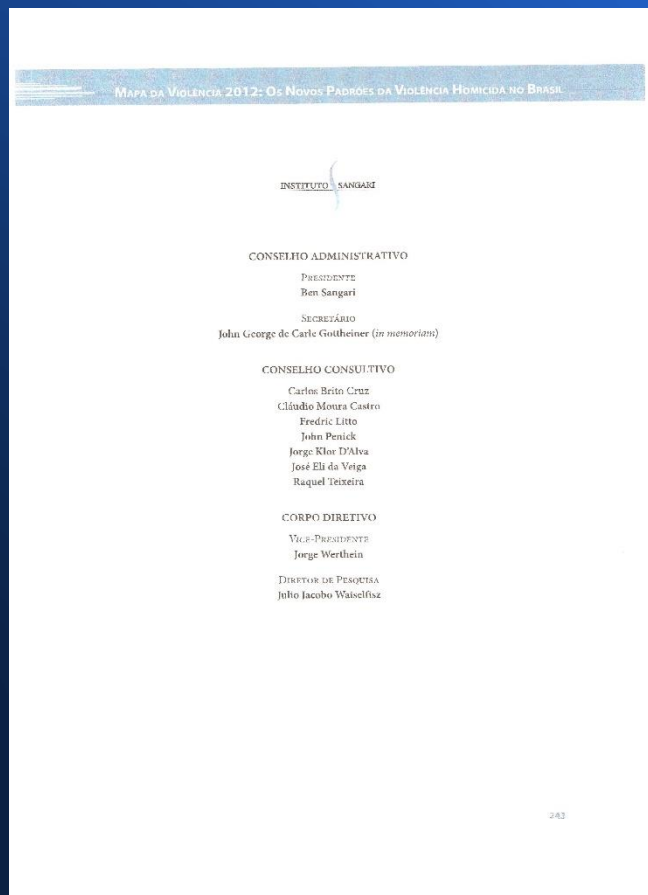 MAPA DA VIOLÊNCIA 2012: OS NOVOS PADRÕES DA VIOLÊNCIA HOMICIDA NO BRASIL
INSTITUTO SANGARI
CONSELHO ADMINISTRATIVO
PRESIDENTE
Ben Sangari
SECRETÁRIO
John George de Carle Gottheiner (in memoriam)
CONSELHO CONSULTIVO
Carlos Brito Cruz
Cláudio Moura Castro
Fredric Litto
John Penick
Jorge Klor D'Alva
José Eli da Veiga
Raquel Teixeira
CORPO DIRETIVO
VICE-PRESIDENTE
Jorge Werthein
DIRETOR DE PESQUISA
Julio Jacobo Waiselfisz
243